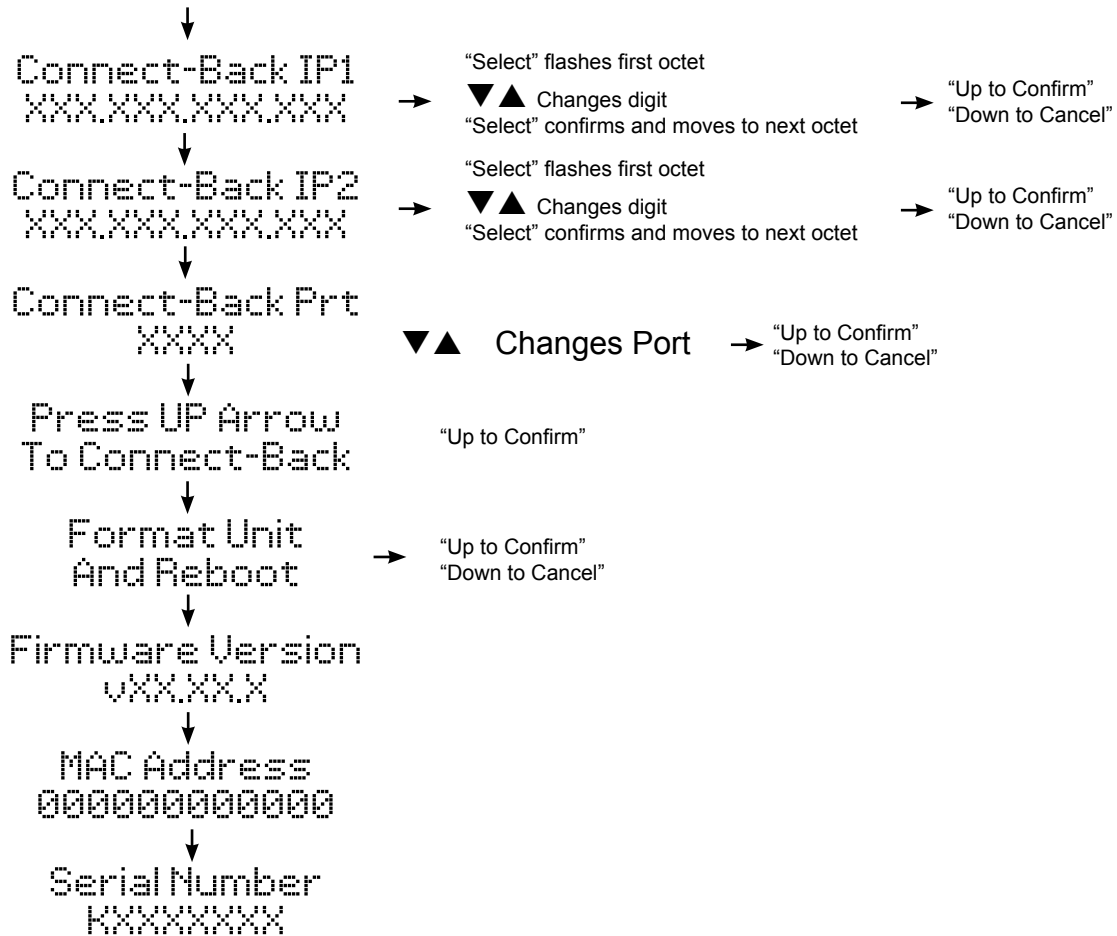 Connect-Back IP1
XXX.XXX.XXX.XXX
“Select” flashes first octet
▼▲ Changes digit
“Select” confirms and moves to next octet
“Up to Confirm”
“Down to Cancel”
Connect-Back IP2
XXX.XXX.XXX.XXX
“Select” flashes first octet
▼▲ Changes digit
“Select” confirms and moves to next octet
“Up to Confirm”
“Down to Cancel”
Connect-Back Prt
XXXX
▼▲ Changes Port
“Up to Confirm”
“Down to Cancel”
Press UP Arrow
To Connect-Back
“Up to Confirm”
Format Unit
And Reboot
“Up to Confirm”
“Down to Cancel”
Firmware Version
vXX.XX.X
MAC Address
000000000000
Serial Number
KXXXXXXX